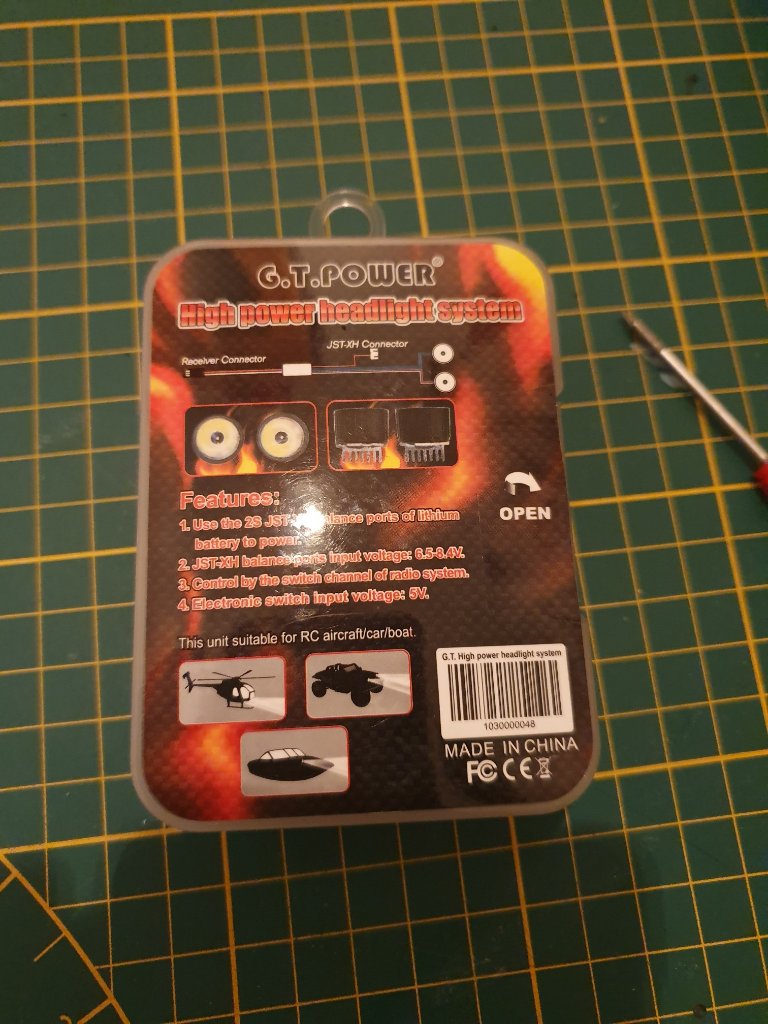 G.T.POWER®
High power headlight system
JST-XH Connector
Receiver Connector
Features:
1. Use the 2S JST- balance ports of lithium
battery to power.
2. JST-XH balance ports input voltage: 6.5-8.4V.
3. Control by the switch channel of radio system.
4. Electronic switch input voltage: 5V.
OPEN
This unit suitable for RC aircraft/car/boat.
G.T. High power headlight system
1030000048
MADE IN CHINA
FC CE